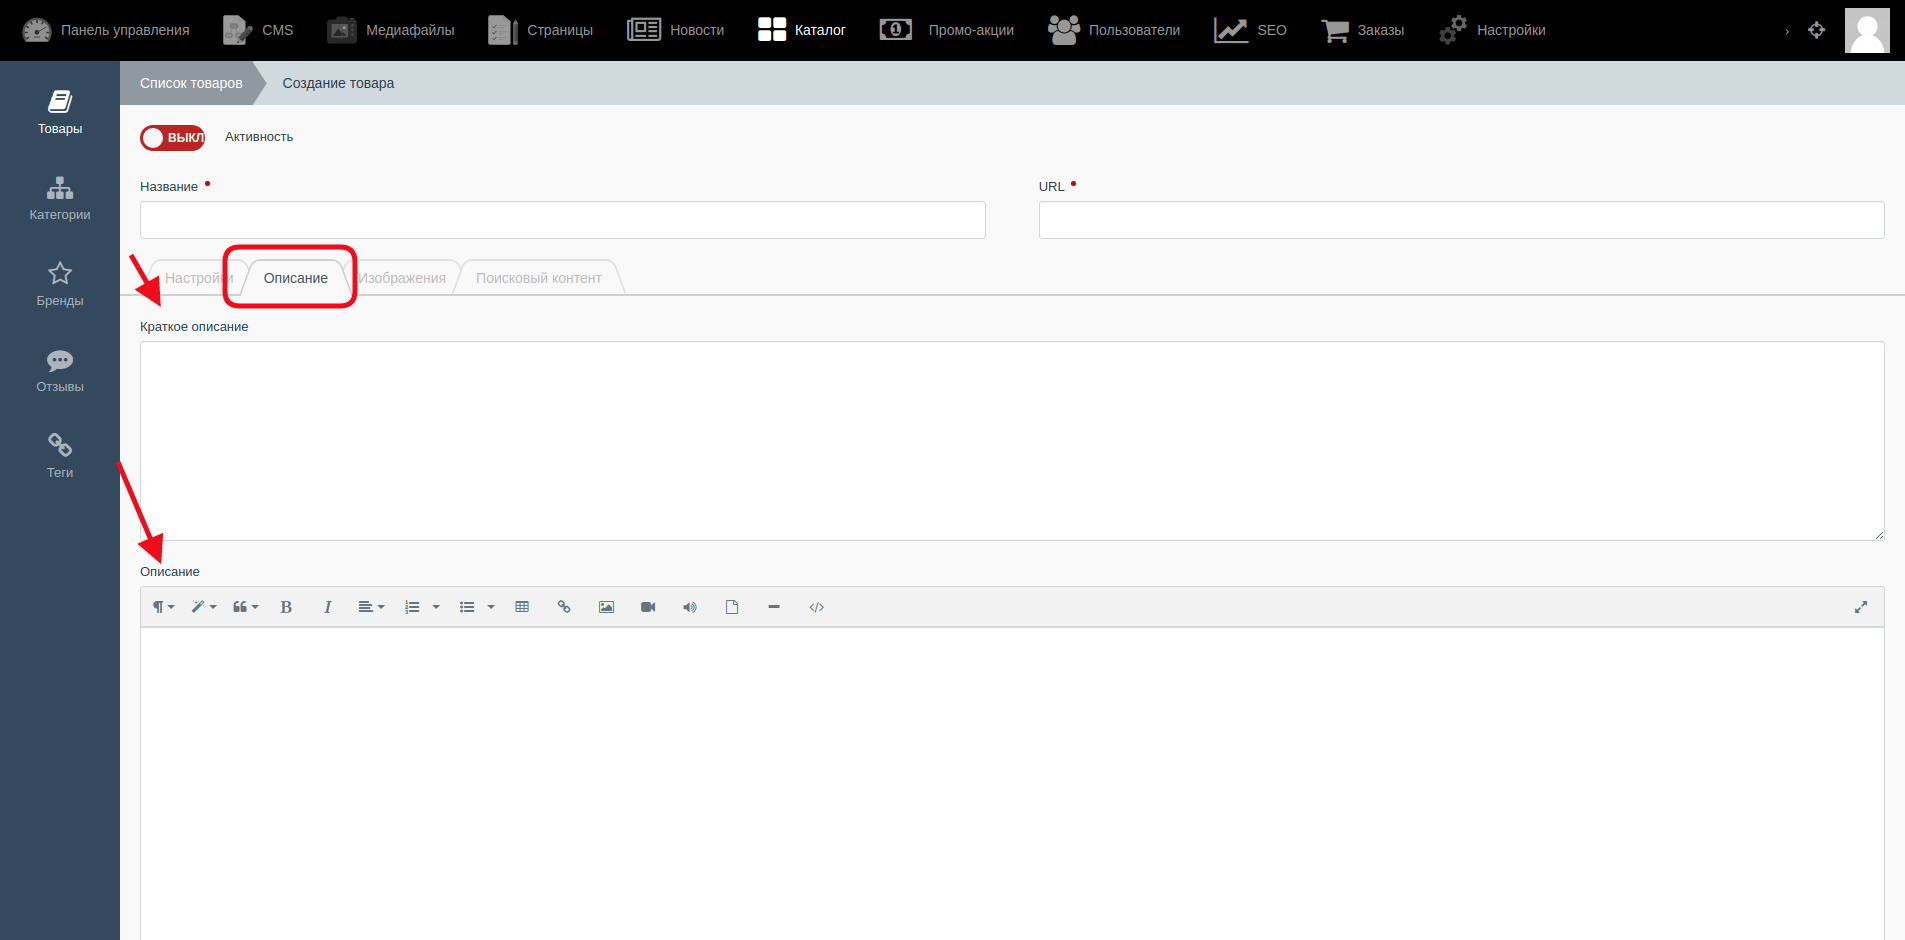 Панель управления CMS Медиафайлы Страницы Новости Каталог Промо-акции Пользователи SEO Заказы Настройки
Список товаров Создание товара
Товары
Категории
Бренды
Отзывы
Теги
ВЫКЛ Активность
Название URL
Настройки Описание Изображения Поисковый контент
Краткое описание
Описание